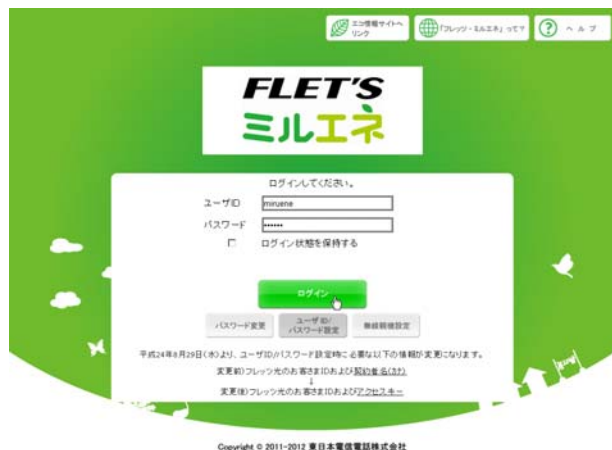 エコ情報サイトへ
リンク
「フレッツ・ミルエネ」って?
ヘルプ
FLET'S
ミルエネ
ログインしてください。
ユーザID
miruene
パスワード
••••••
ログイン状態を保持する
ログイン
パスワード変更
ユーザID/
パスワード設定
無線親機設定
平成24年8月29日(水)より、ユーザID/パスワード設定時に必要な以下の情報が変更になります。
変更前)フレッツ光のお客さまIDおよび契約者名(カナ)
↓
変更後)フレッツ光のお客さまIDおよびアクセスキー
Copyright © 2011-2012 東日本電信電話株式会社